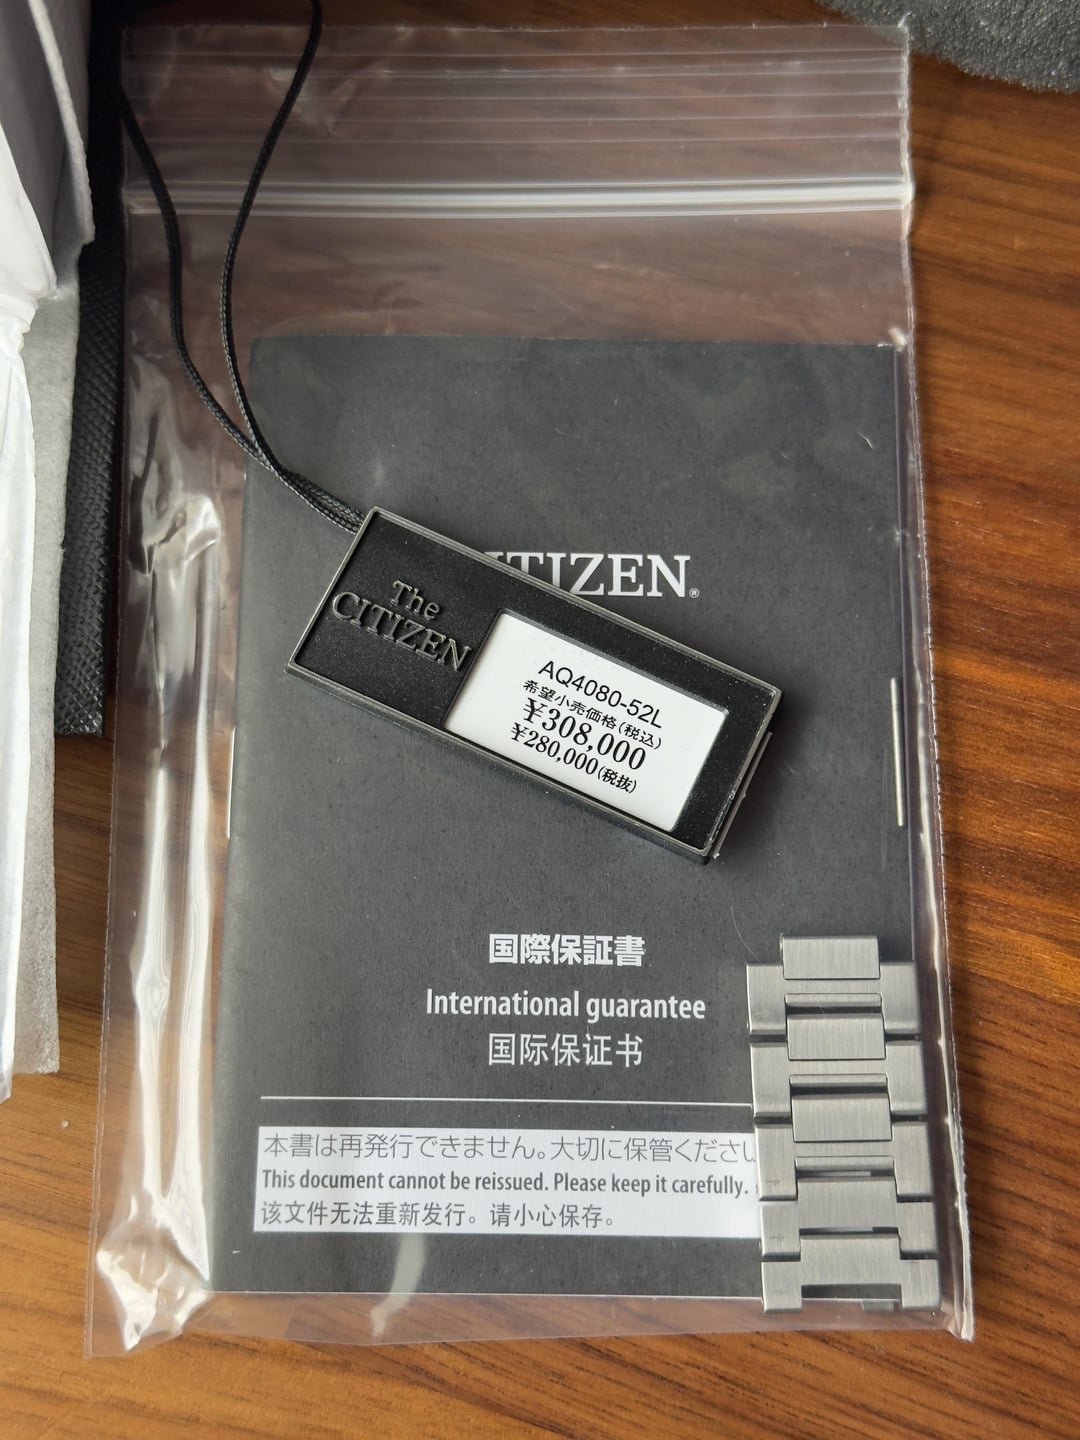 CITIZEN®
The
CITIZEN
AQ4080-52L
希望小売価格(税込)
¥308,000
¥280,000(税抜)
国際保証書
International guarantee
国际保证书
本書は再発行できません。大切に保管くださ
This document cannot be reissued. Please keep it carefully.
该文件无法重新发行。请小心保存。